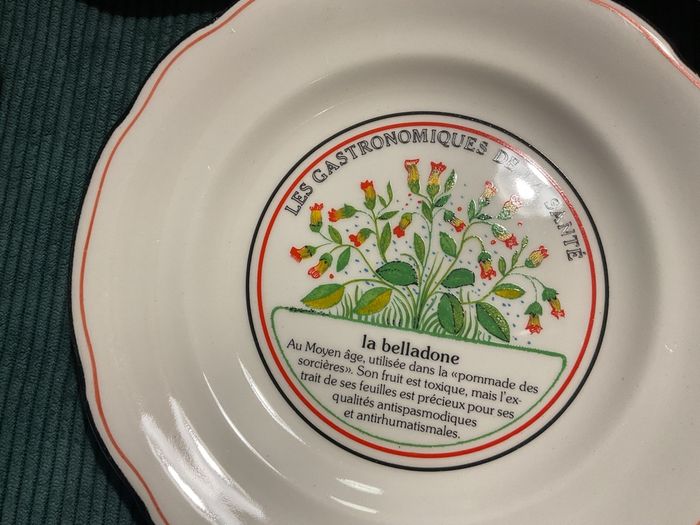 LES GASTRONOMIQUES DE LA SANTÉ
la belladone
Au Moyen âge, utilisée dans la «pommade des
sorcières». Son fruit est toxique, mais l'ex-
trait de ses feuilles est précieux pour ses
qualités antispasmodiques
et antirhumatismales.